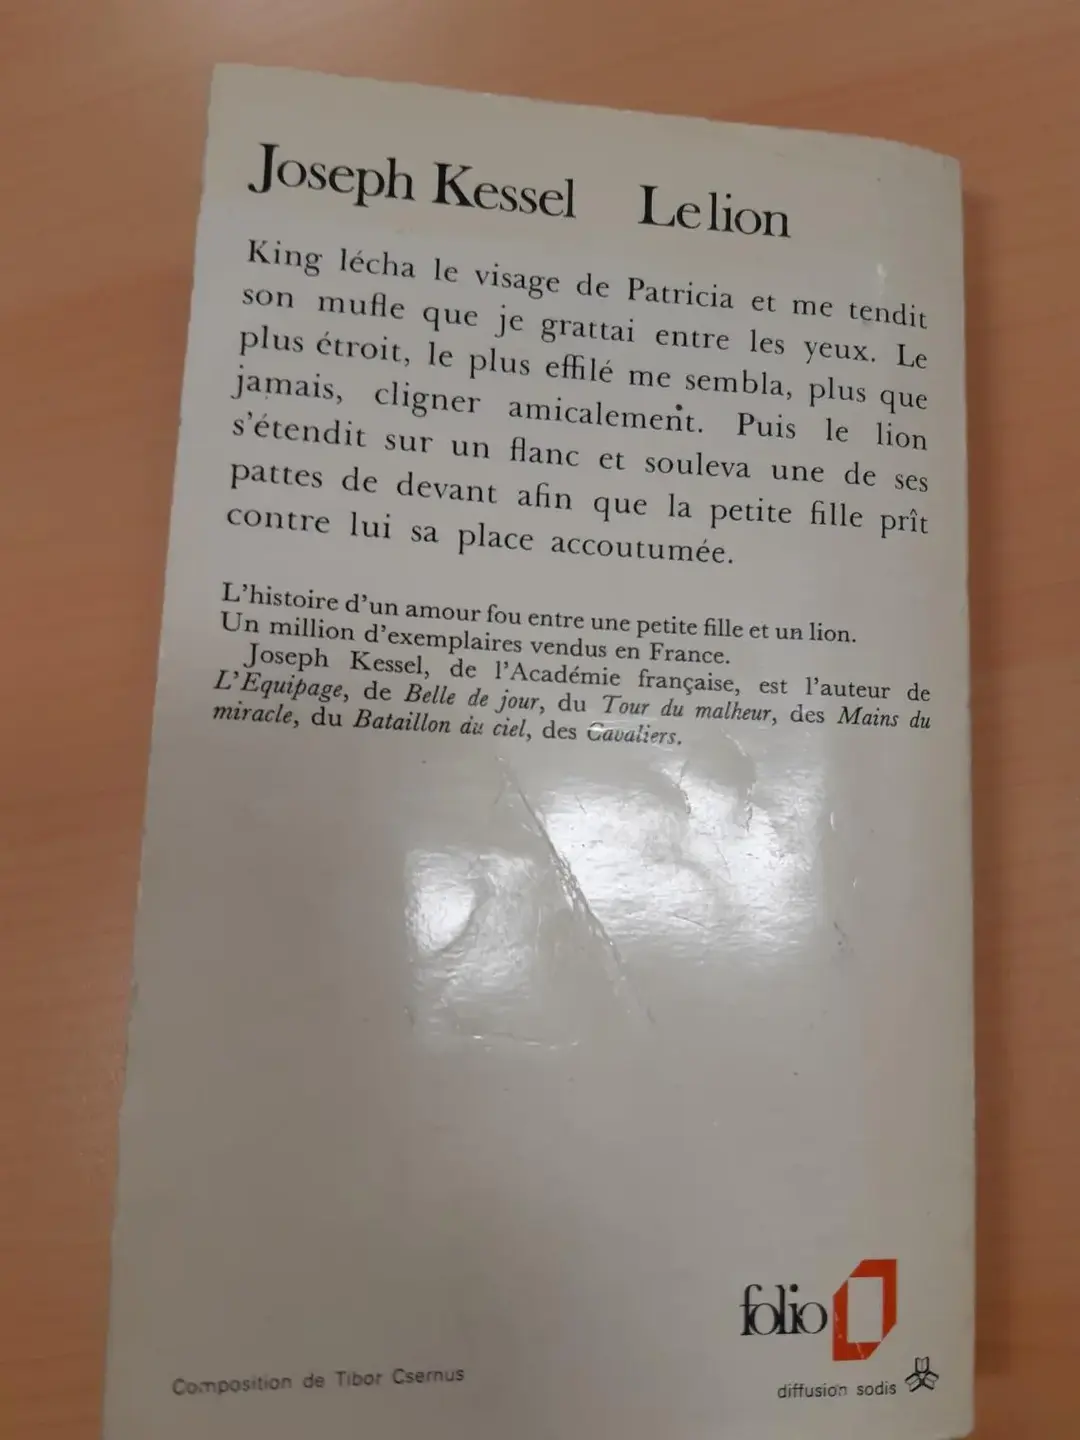 Joseph Kessel Le lion
King lécha le visage de Patricia et me tendit
son mufle que je grattai entre les yeux. Le
plus étroit, le plus effilé me sembla, plus que
jamais, cligner amicalement. Puis le lion
s'étendit sur un flanc et souleva une de ses
pattes de devant afin que la petite fille prît
contre lui sa place accoutumée.
L'histoire d'un amour fou entre une petite fille et un lion.
Un million d'exemplaires vendus en France.
Joseph Kessel, de l'Académie française, est l'auteur de
L'Equipage, de Belle de jour, du Tour du malheur, des Mains du
miracle, du Bataillon du ciel, des Cavaliers.
folio
Composition de Tibor Csernus
diffusion sodis